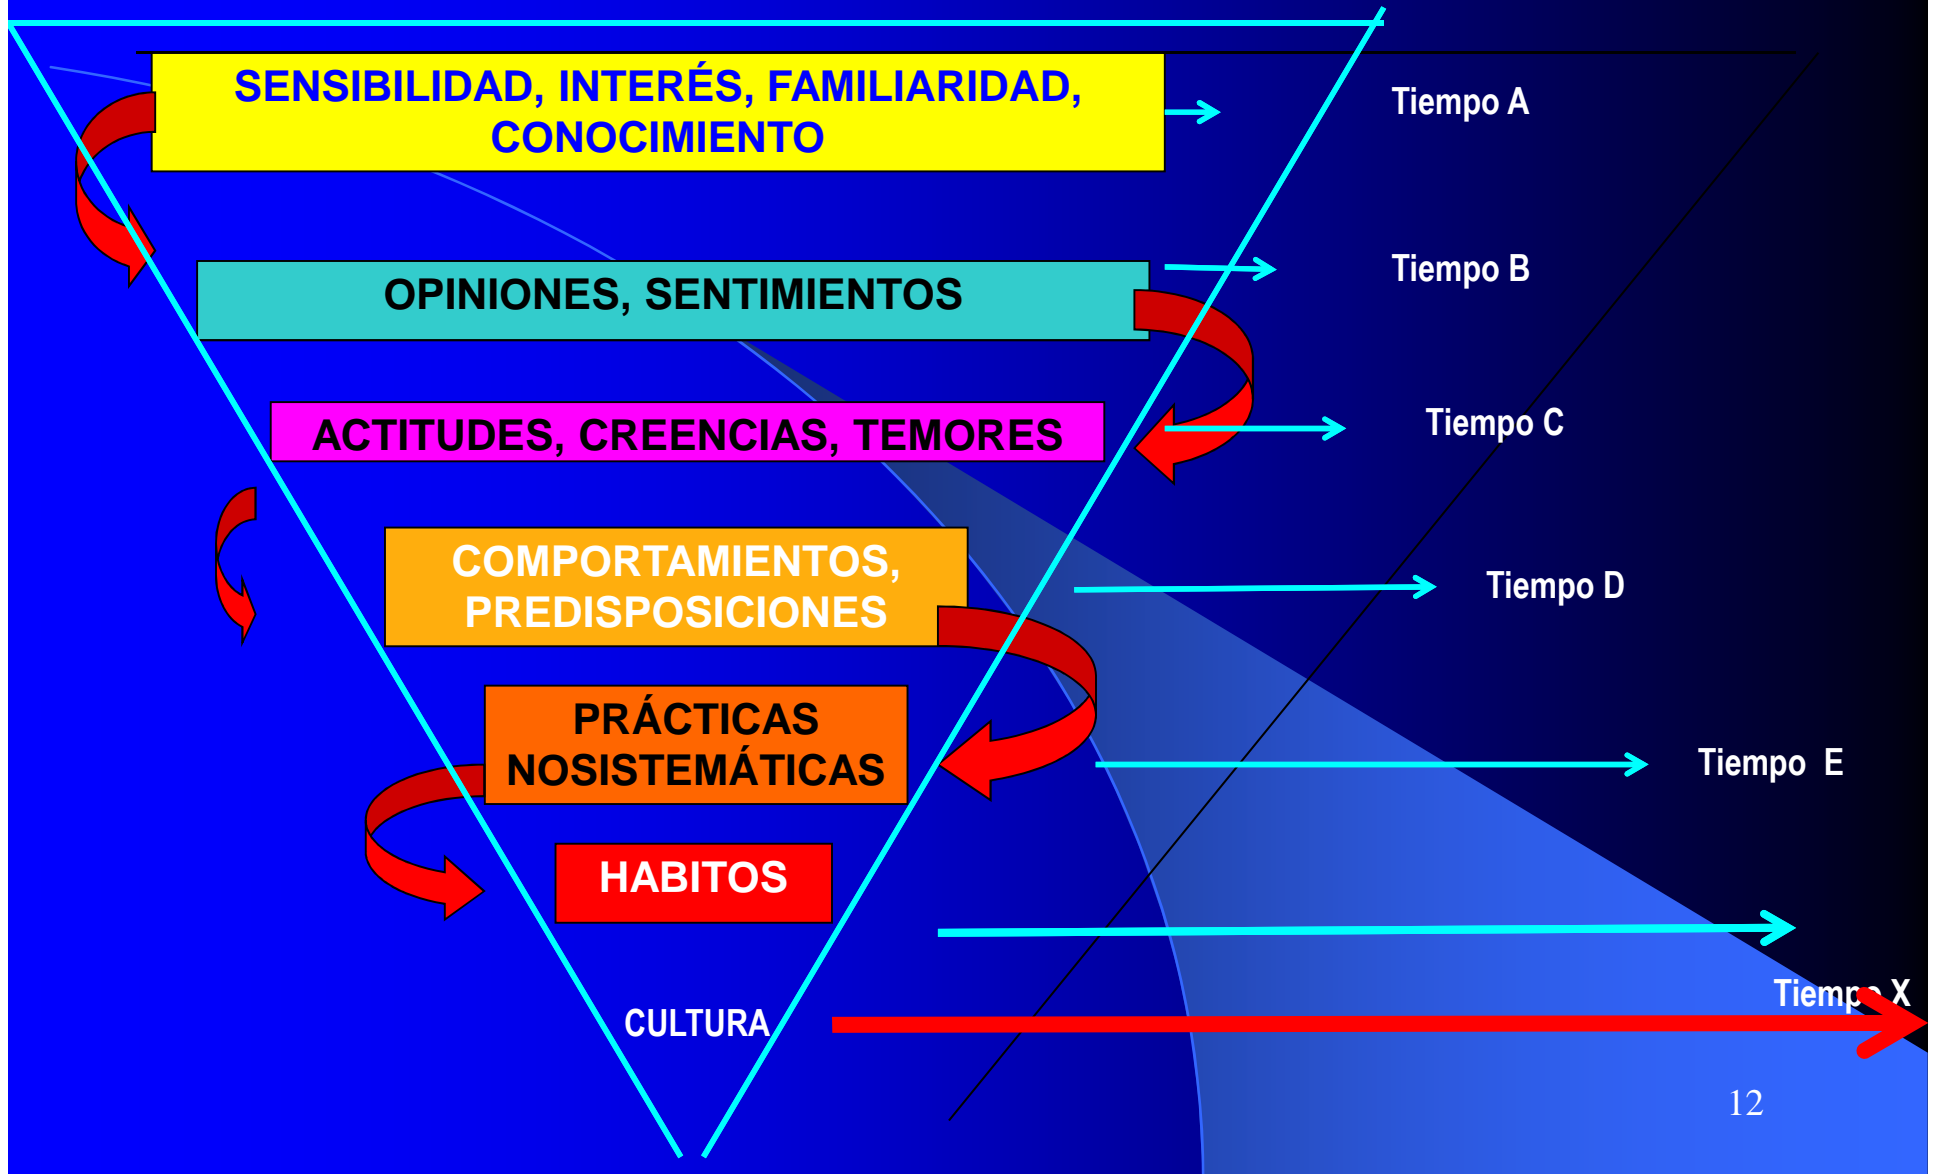 SENSIBILIDAD, INTERÉS, FAMILIARIDAD,
CONOCIMIENTO
Tiempo A
OPINIONES, SENTIMIENTOS
Tiempo B
ACTITUDES, CREENCIAS, TEMORES
Tiempo C
COMPORTAMIENTOS,
PREDISPOSICIONES
Tiempo D
PRÁCTICAS
NOSISTEMÁTICAS
Tiempo  E
HABITOS
Tiempo X
CULTURA
12